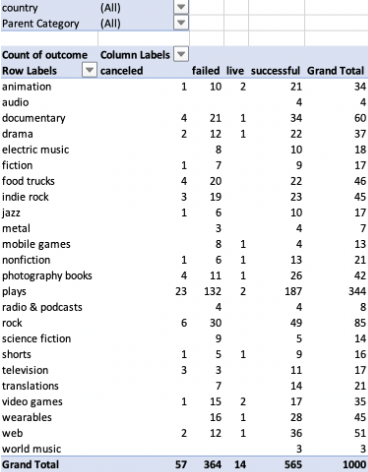 country (All)
Parent Category (All)
Count of outcome Column Labels
Row Labels canceled failed live successful Grand Total
animation 1 10 2 21 34
audio 4 4
documentary 4 21 1 34 60
drama 2 12 1 22 37
electric music 8 10 18
fiction 1 7 9 17
food trucks 4 20 22 46
indie rock 3 19 23 45
jazz 1 6 10 17
metal 3 4 7
mobile games 8 1 4 13
nonfiction 1 6 1 13 21
photography books 4 11 1 26 42
plays 23 132 2 187 344
radio & podcasts 4 4 8
rock 6 30 49 85
science fiction 9 5 14
shorts 1 5 1 9 16
television 3 3 11 17
translations 7 14 21
video games 1 15 2 17 35
wearables 16 1 28 45
web 2 12 1 36 51
world music 3 3
Grand Total 57 364 14 565 1000